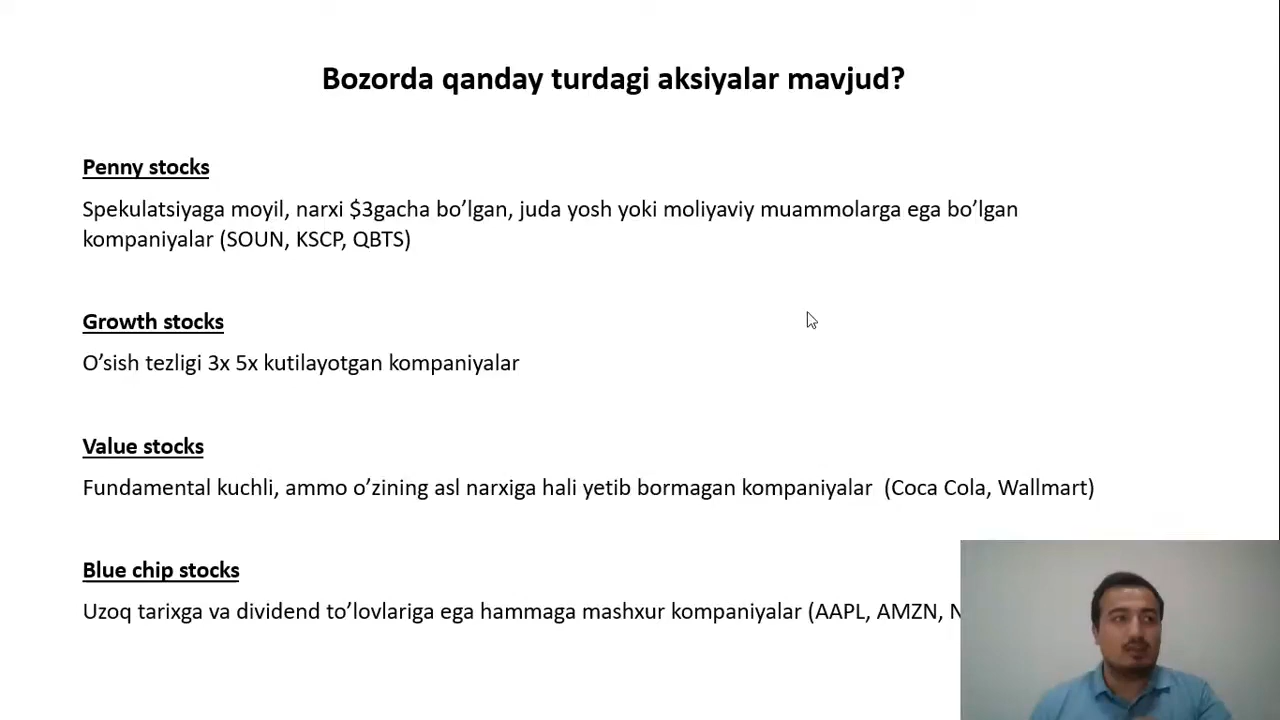 Bozorda qanday turdagi aksiyalar mavjud?
Penny stocks
Spekulatsiyaga moyil, narxi $3gacha bo’lgan, juda yosh yoki moliyaviy muammolarga ega bo’lgan
kompaniyalar (SOUN, KSCP, QBTS)
Growth stocks
O’sish tezligi 3x 5x kutilayotgan kompaniyalar
Value stocks
Fundamental kuchli, ammo o’zining asl narxiga hali yetib bormagan kompaniyalar  (Coca Cola, Wallmart)
Blue chip stocks
Uzoq tarixga va dividend to’lovlariga ega hammaga mashxur kompaniyalar (AAPL, AMZN,